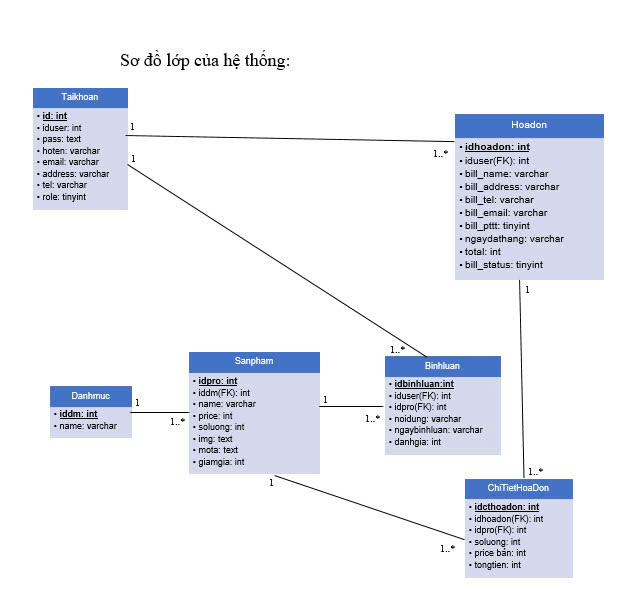 Sơ đồ lớp của hệ thống:
Taikhoan
• id: int
• iduser: int
• pass: text
• hoten: varchar
• email: varchar
• address: varchar
• tel: varchar
• role: tinyint
1
1
1..*
Hoadon
• idhoadon: int
• iduser(FK): int
• bill_name: varchar
• bill_address: varchar
• bill_tel: varchar
• bill_email: varchar
• bill_pttt: tinyint
• ngaydathang: varchar
• total: int
• bill_status: tinyint
1
1..*
Danhmuc
• iddm: int
• name: varchar
1
1..*
Sanpham
• idpro: int
• iddm(FK): int
• name: varchar
• price: int
• soluong: int
• img: text
• mota: text
• giamgia: int
1
1..*
Binhluan
• idbinhluan:int
• iduser(FK): int
• idpro(FK): int
• noidung: varchar
• ngaybinhluan: varchar
• danhgia: int
1
1..*
1..*
ChiTietHoaDon
• idcthoadon: int
• idhoadon(FK): int
• idpro(FK): int
• soluong: int
• price bán: int
• tongtien: int